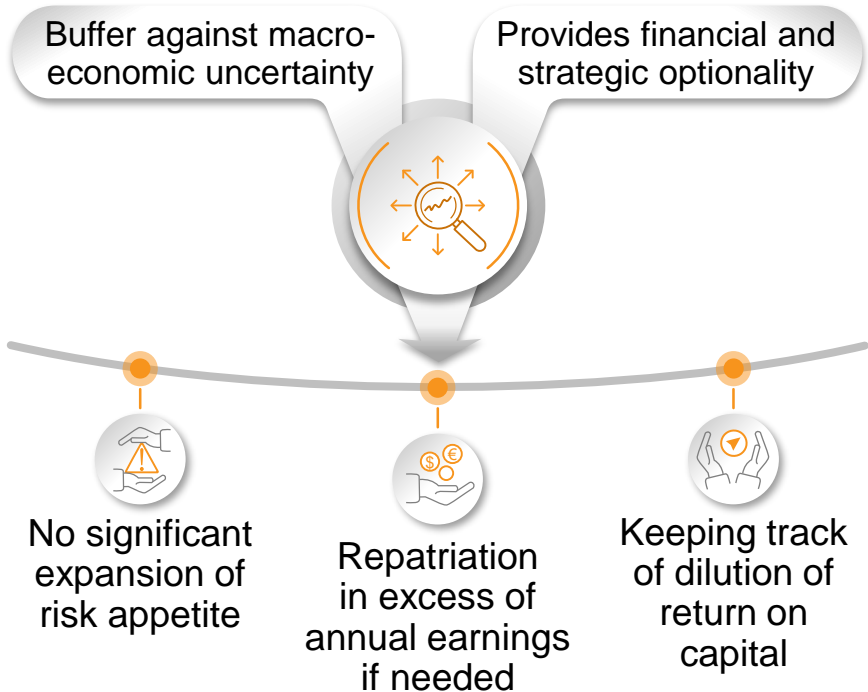 Buffer against macro-
economic uncertainty
Provides financial and
strategic optionality
$ €
No significant
expansion of
risk appetite
Repatriation
in excess of
annual earnings
if needed
Keeping track
of dilution of
return on
capital